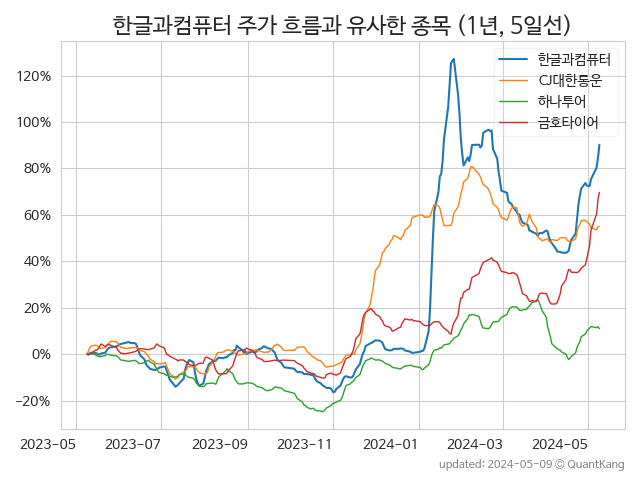 한글과컴퓨터 주가 흐름과 유사한 종목 (1년, 5일선)
한글과컴퓨터
CJ대한통운
하나투어
금호타이어
120%
100%
80%
60%
40%
20%
0%
−20%
2023-05 2023-07 2023-09 2023-11 2024-01 2024-03 2024-05
updated: 2024-05-09 © QuantKang